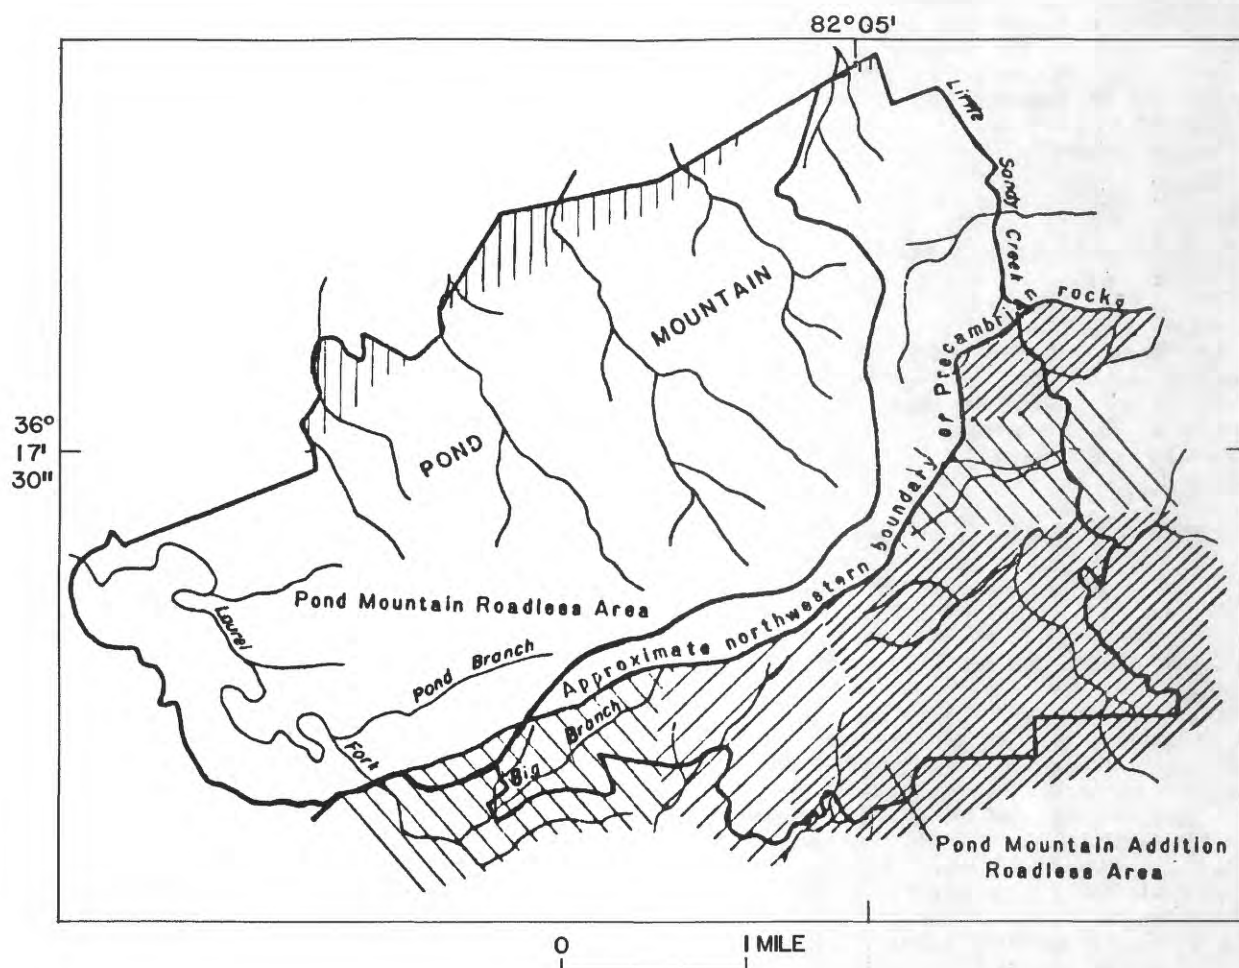 82°05'
Little
Sandy
Creek
MOUNTAIN
POND
36°
17'
30"
Approximate northwestern boundary of Precambrian rocks
Pond Mountain Roadless Area
Laurel
Fork
Pond Branch
Big
Branch
Pond Mountain Addition
Roadless Area
0 1 MILE